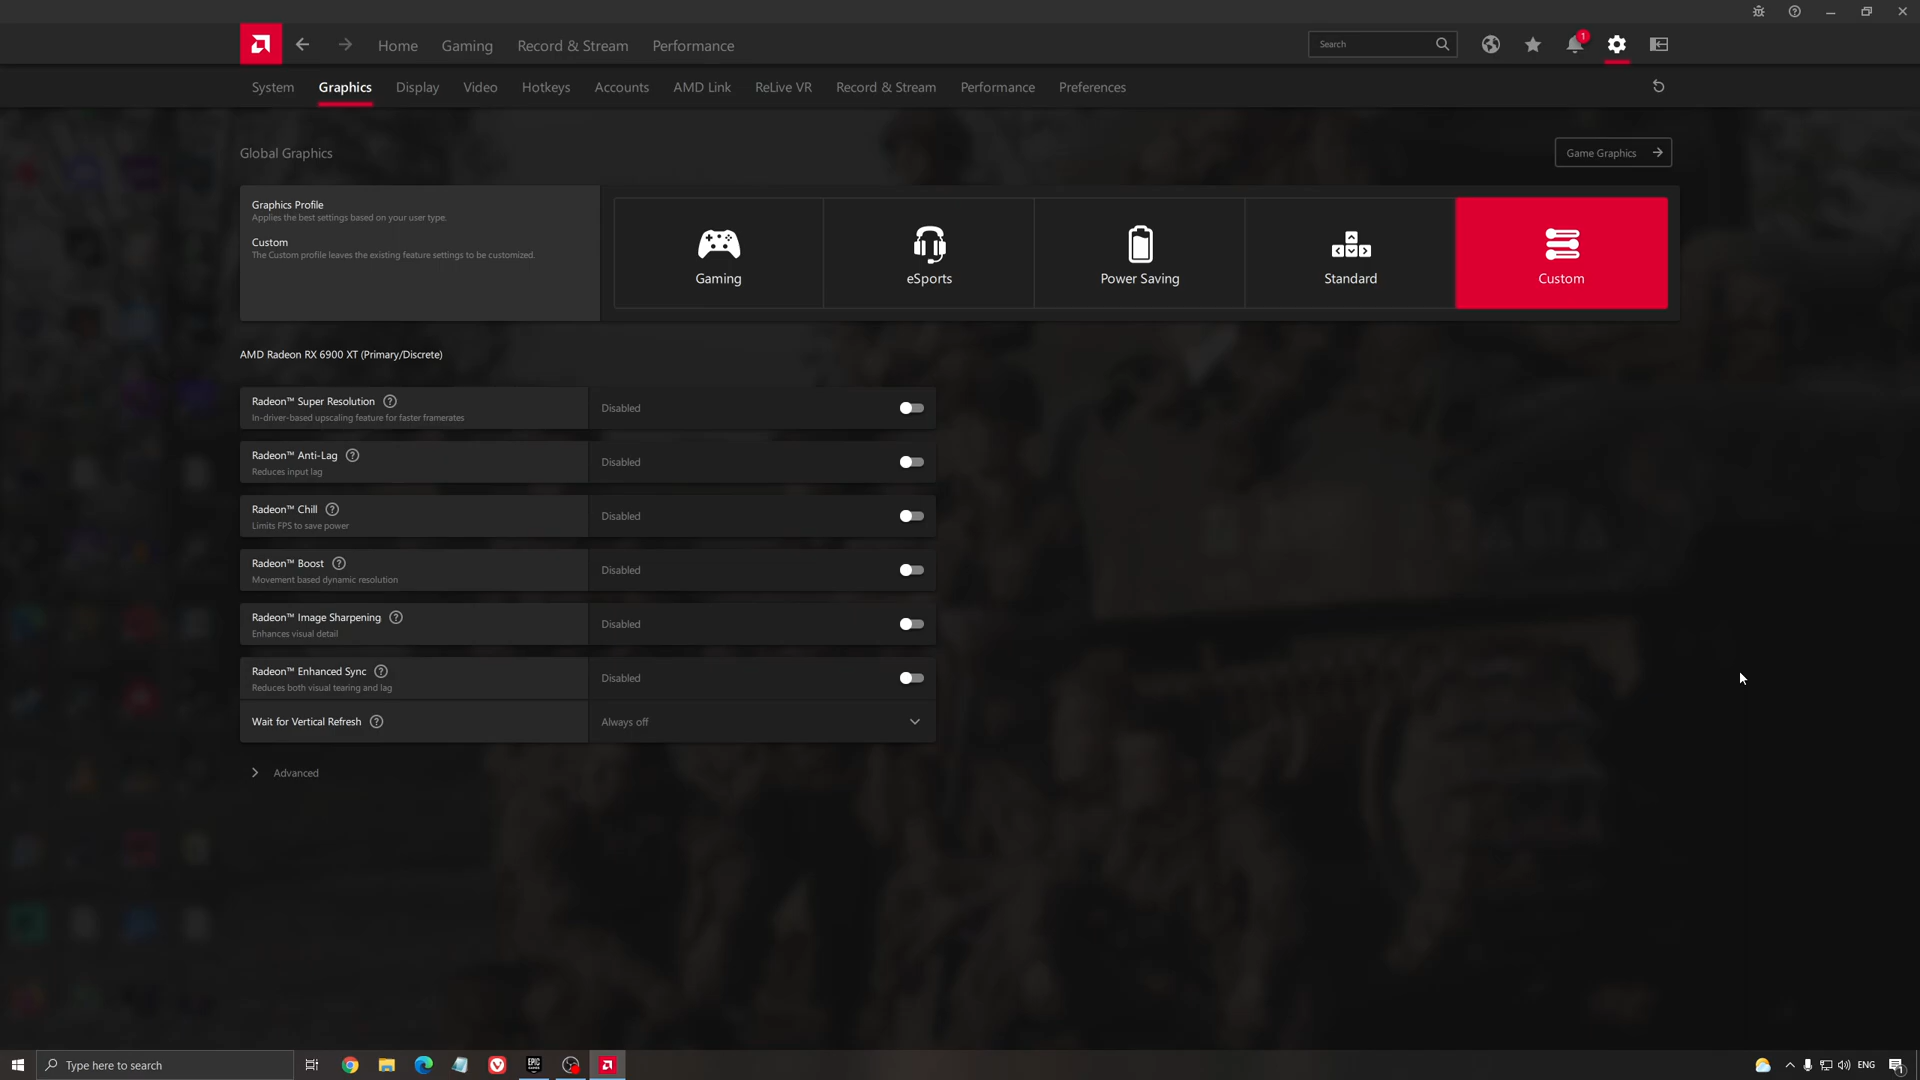 1
Home
Gaming
Record & Stream
Performance
Search
System
Graphics
Display
Video
Hotkeys
Accounts
AMD Link
ReLive VR
Record & Stream
Performance
Preferences
Global Graphics
Game Graphics
Graphics Profile
Applies the best settings based on your user type.
Custom
The Custom profile leaves the existing feature settings to be customized.
Gaming
eSports
Power Saving
Standard
Custom
AMD Radeon RX 6900 XT (Primary/Discrete)
Radeon™ Super Resolution
In-driver-based upscaling feature for faster framerates
Disabled
Radeon™ Anti-Lag
Reduces input lag
Disabled
Radeon™ Chill
Limits FPS to save power
Disabled
Radeon™ Boost
Movement based dynamic resolution
Disabled
Radeon™ Image Sharpening
Enhances visual detail
Disabled
Radeon™ Enhanced Sync
Reduces both visual tearing and lag
Disabled
Wait for Vertical Refresh
Always off
Advanced
Type here to search
EPIC
ENG
1